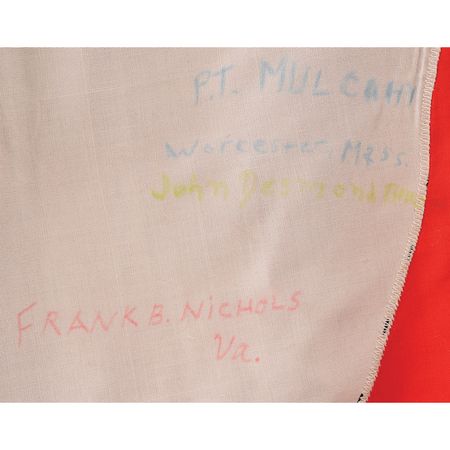 P.T. MULCAHY
Worcester, Mass.
John Desmond
FRANK B. NICHOLS
Va.